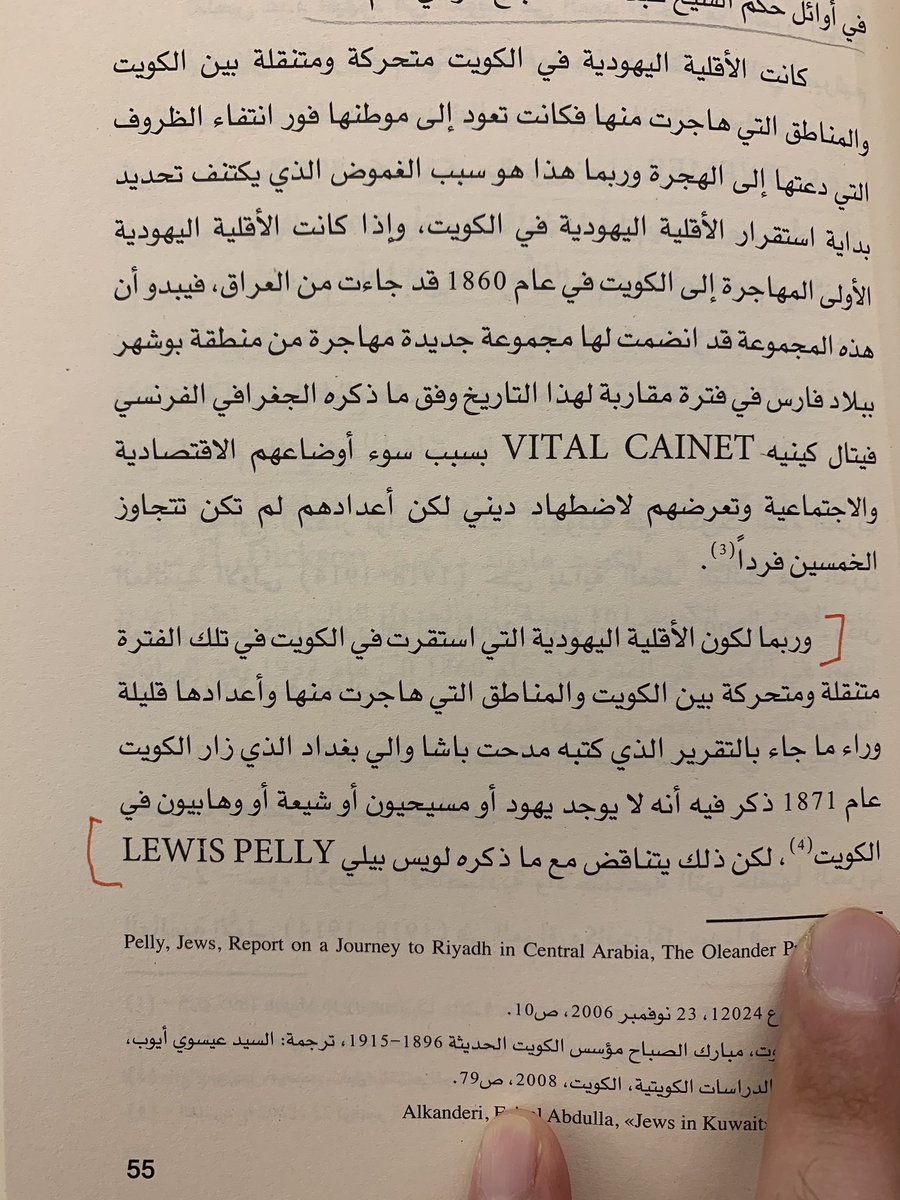 في أوائل حكم الشيخ
كانت الأقلية اليهودية في الكويت متحركة ومتنقلة بين الكويت
والمناطق التي هاجرت منها فكانت تعود إلى موطنها فور انتفاء الظروف
التي دعتها إلى الهجرة وربما هذا هو سبب الغموض الذي يكتنف تحديد
بداية استقرار الأقلية اليهودية في الكويت، وإذا كانت الأقلية اليهودية
الأولى المهاجرة إلى الكويت في عام 1860 قد جاءت من العراق، فيبدو أن
هذه المجموعة قد انضمت لها مجموعة جديدة مهاجرة من منطقة بوشهر
ببلاد فارس في فترة مقاربة لهذا التاريخ وفق ما ذكره الجغرافي الفرنسي
فيتال كينيه VITAL CAINET بسبب سوء أوضاعهم الاقتصادية
والاجتماعية وتعرضهم لاضطهاد ديني لكن أعدادهم لم تكن تتجاوز
الخمسين فرداً(3).
وربما لكون الأقلية اليهودية التي استقرت في الكويت في تلك الفترة
متنقلة ومتحركة بين الكويت والمناطق التي هاجرت منها وأعدادها قليلة
وراء ما جاء بالتقرير الذي كتبه مدحت باشا والي بغداد الذي زار الكويت
عام 1871 ذكر فيه أنه لا يوجد يهود أو مسيحيون أو شيعة أو وهابيون في
الكويت(4)، لكن ذلك يتناقض مع ما ذكره لويس بيلي LEWIS PELLY
Pelly, Jews, Report on a Journey to Riyadh in Central Arabia, The Oleander
ع 12024، 23 نوفمبر 2006، ص10.
مبارك الصباح مؤسس الكويت الحديثة 1896-1915، ترجمة: السيد عيسوي أيوب،
الدراسات الكويتية، الكويت، 2008، ص79.
Alkanderi, Abdulla, «Jews in Kuwait
55